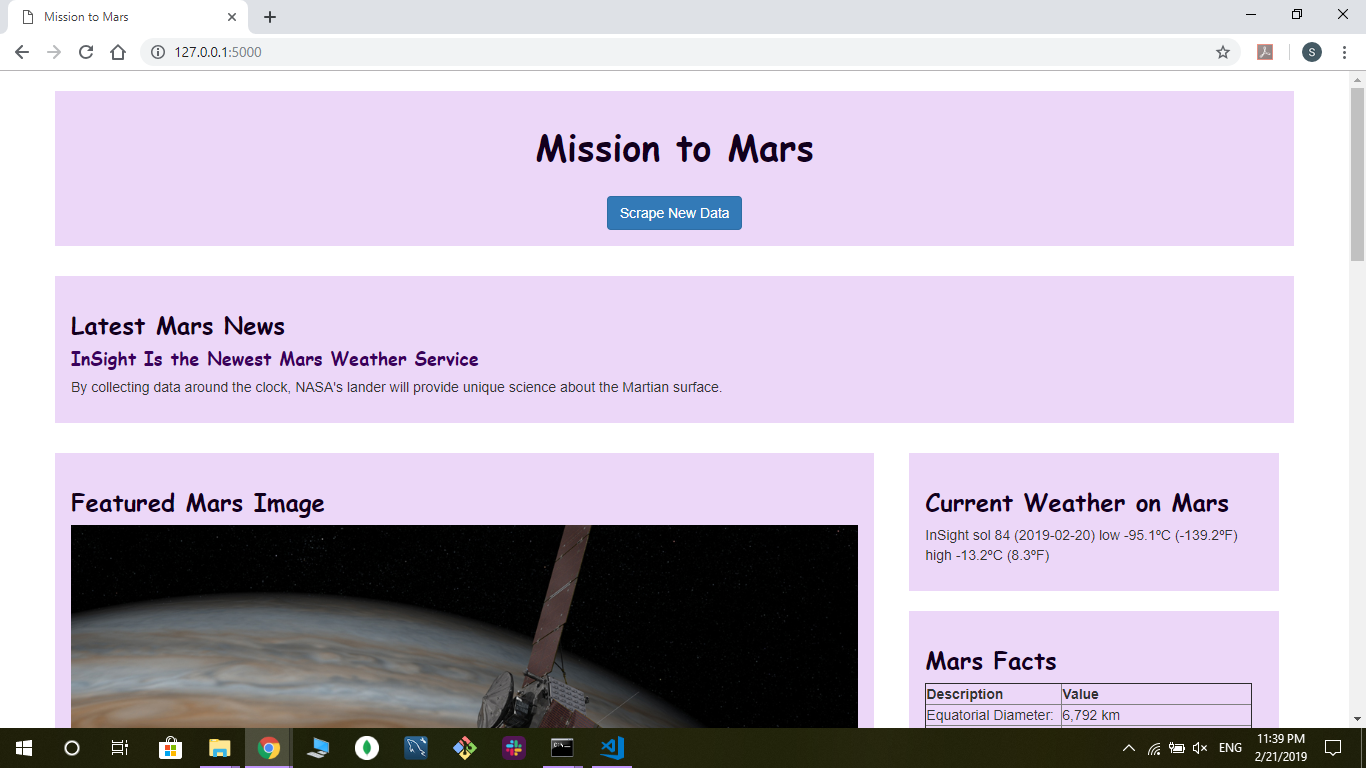 Mission to Mars
127.0.0.1:5000
S
Mission to Mars
Scrape New Data
Latest Mars News
InSight Is the Newest Mars Weather Service
By collecting data around the clock, NASA's lander will provide unique science about the Martian surface.
Featured Mars Image
Current Weather on Mars
InSight sol 84 (2019-02-20) low -95.1ºC (-139.2ºF)
high -13.2ºC (8.3ºF)
Mars Facts
Description Value
Equatorial Diameter: 6,792 km
ENG
11:39 PM
2/21/2019